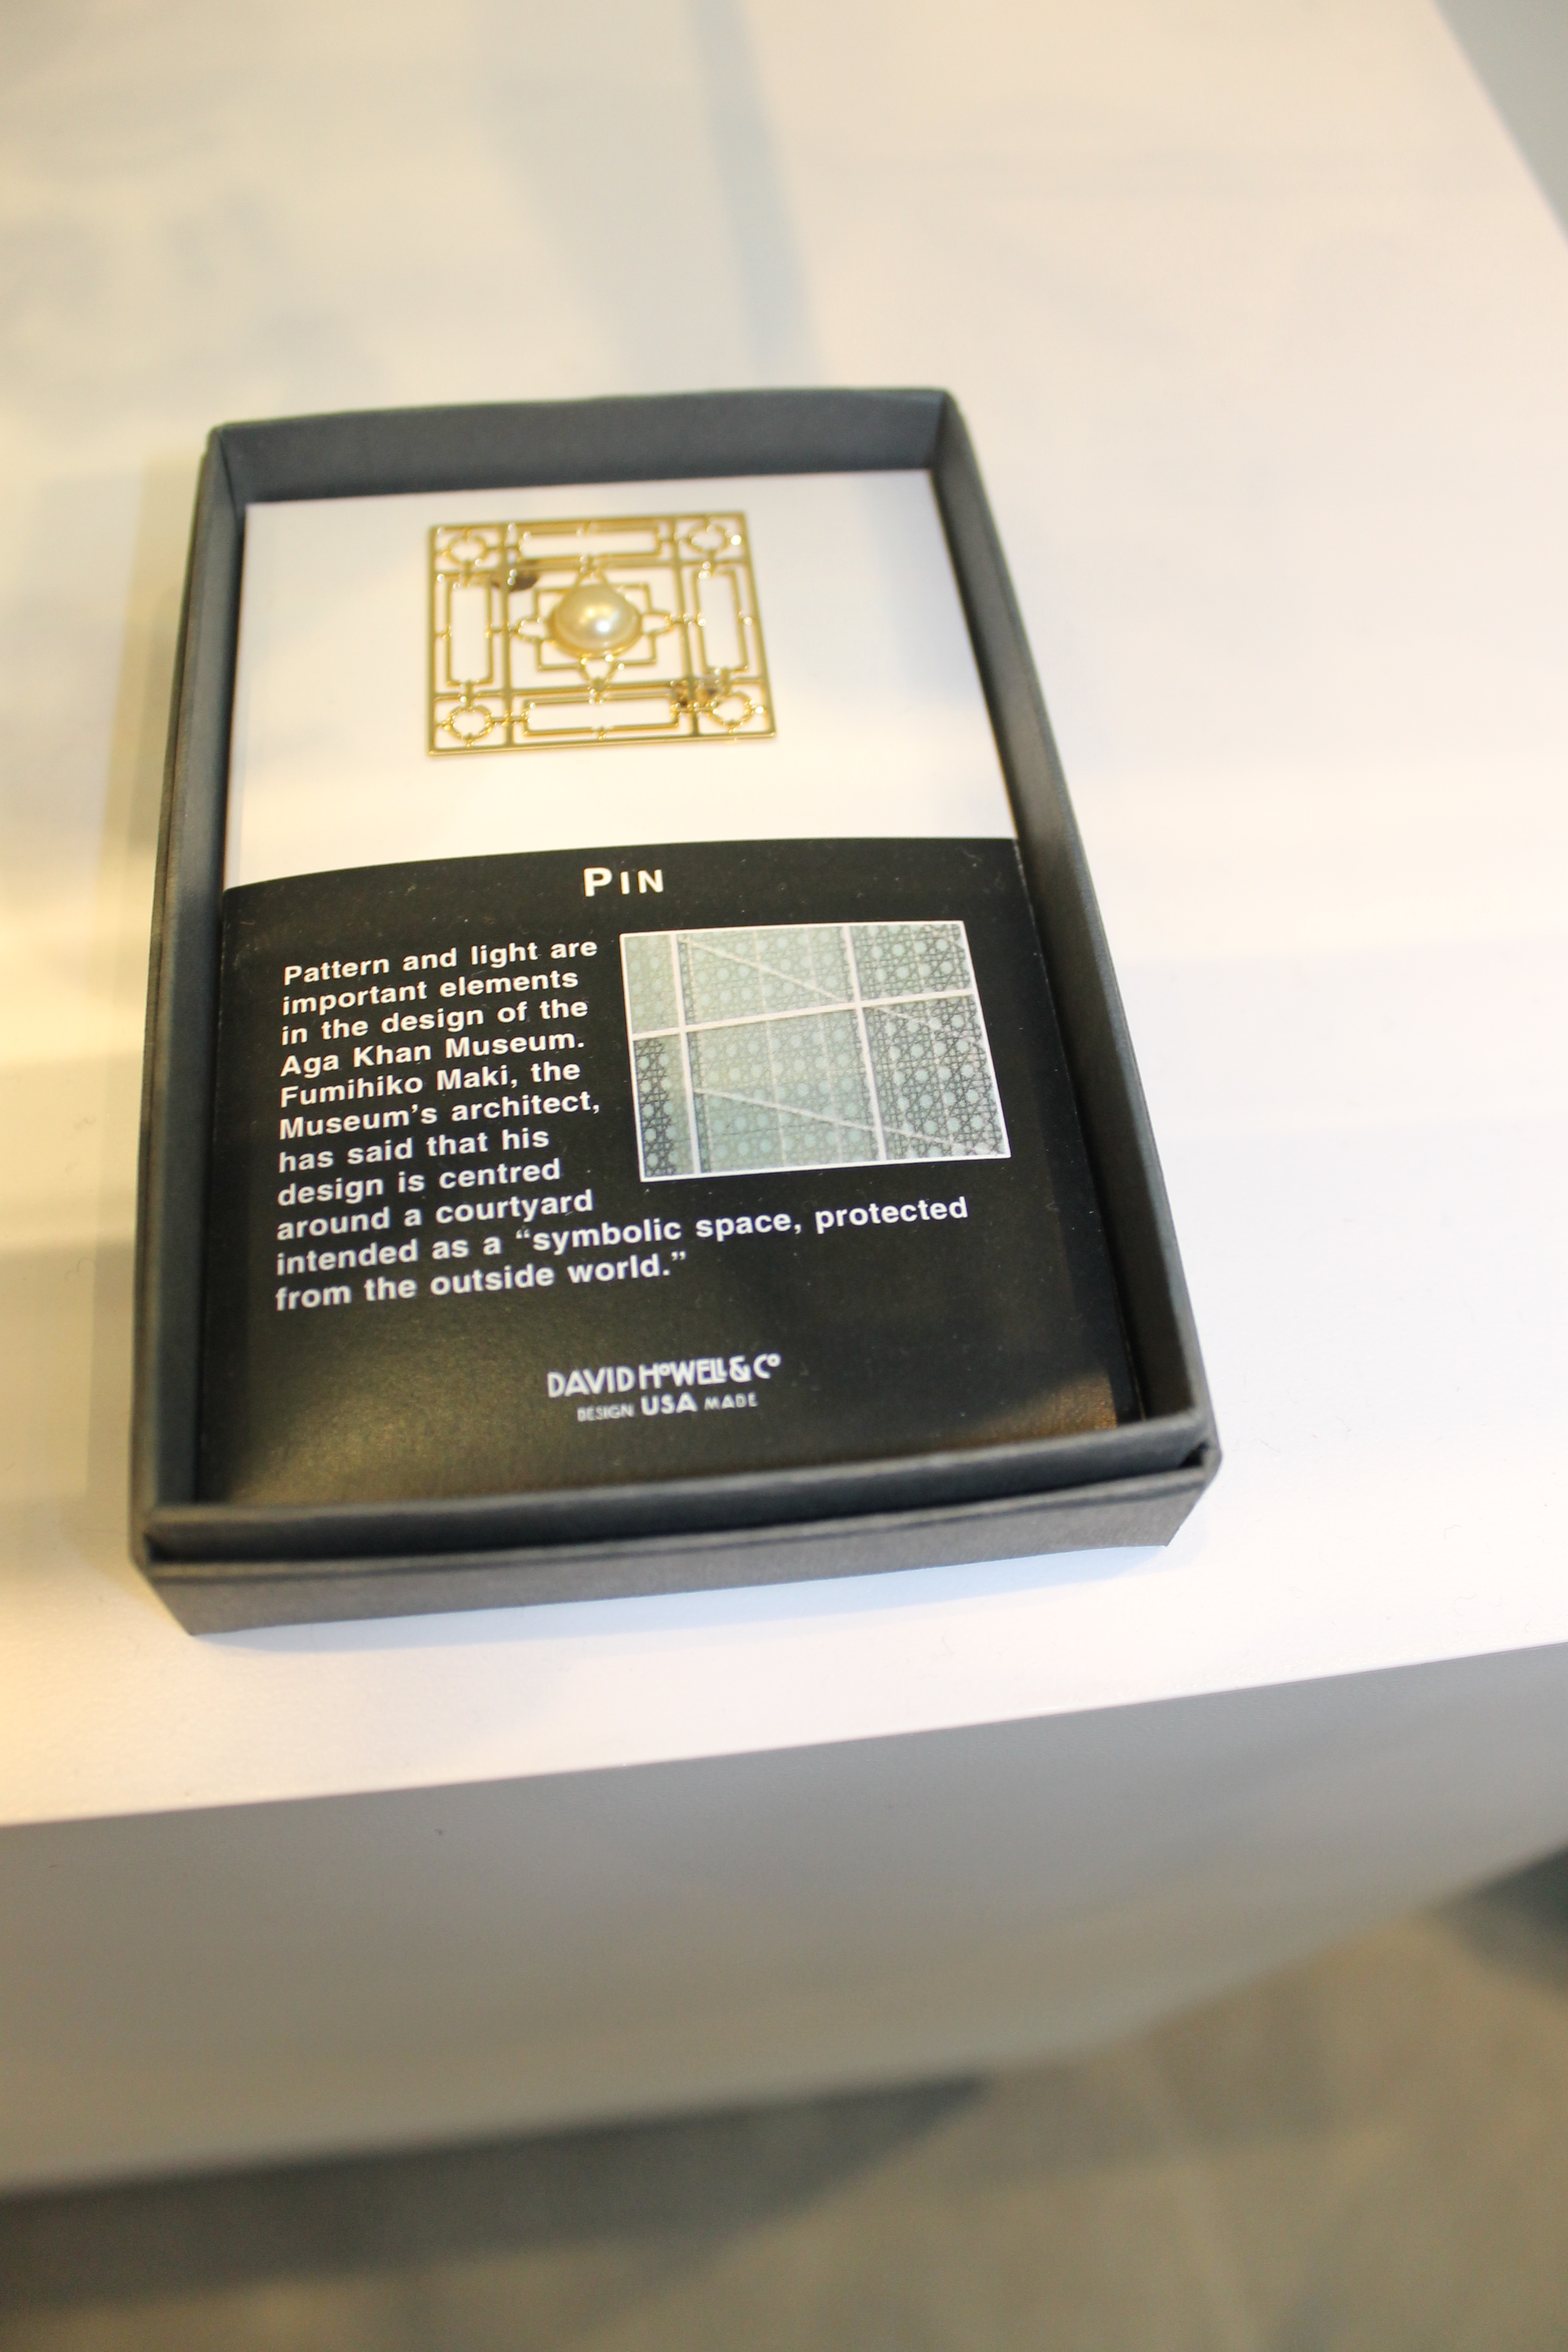 PIN
Pattern and light are
important elements
in the design of the
Aga Khan Museum.
Fumihiko Maki, the
Museum's architect,
has said that his
design is centred
around a courtyard
intended as a “symbolic space, protected
from the outside world.”
DAVID HOWELL & CO
DESIGN USA MADE